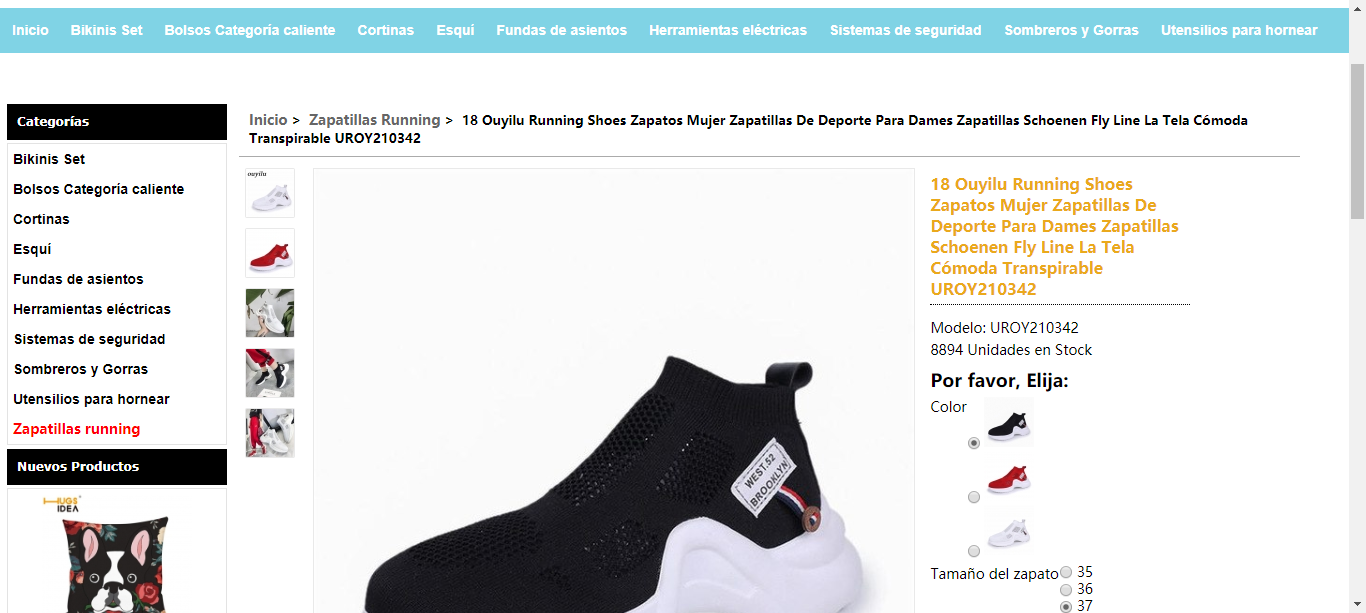 Inicio Bikinis Set Bolsos Categoría caliente Cortinas Esquí Fundas de asientos Herramientas eléctricas Sistemas de seguridad Sombreros y Gorras Utensilios para hornear
Categorías
Bikinis Set
Bolsos Categoría caliente
Cortinas
Esquí
Fundas de asientos
Herramientas eléctricas
Sistemas de seguridad
Sombreros y Gorras
Utensilios para hornear
Zapatillas running
Nuevos Productos
HUGS
IDEA
Inicio > Zapatillas Running > 18 Ouyilu Running Shoes Zapatos Mujer Zapatillas De Deporte Para Dames Zapatillas Schoenen Fly Line La Tela Cómoda
Transpirable UROY210342
ouyilu
WEST.52
BROOKLYN
18 Ouyilu Running Shoes
Zapatos Mujer Zapatillas De
Deporte Para Dames Zapatillas
Schoenen Fly Line La Tela
Cómoda Transpirable
UROY210342
Modelo: UROY210342
8894 Unidades en Stock
Por favor, Elija:
Color
Tamaño del zapato 35
36
37